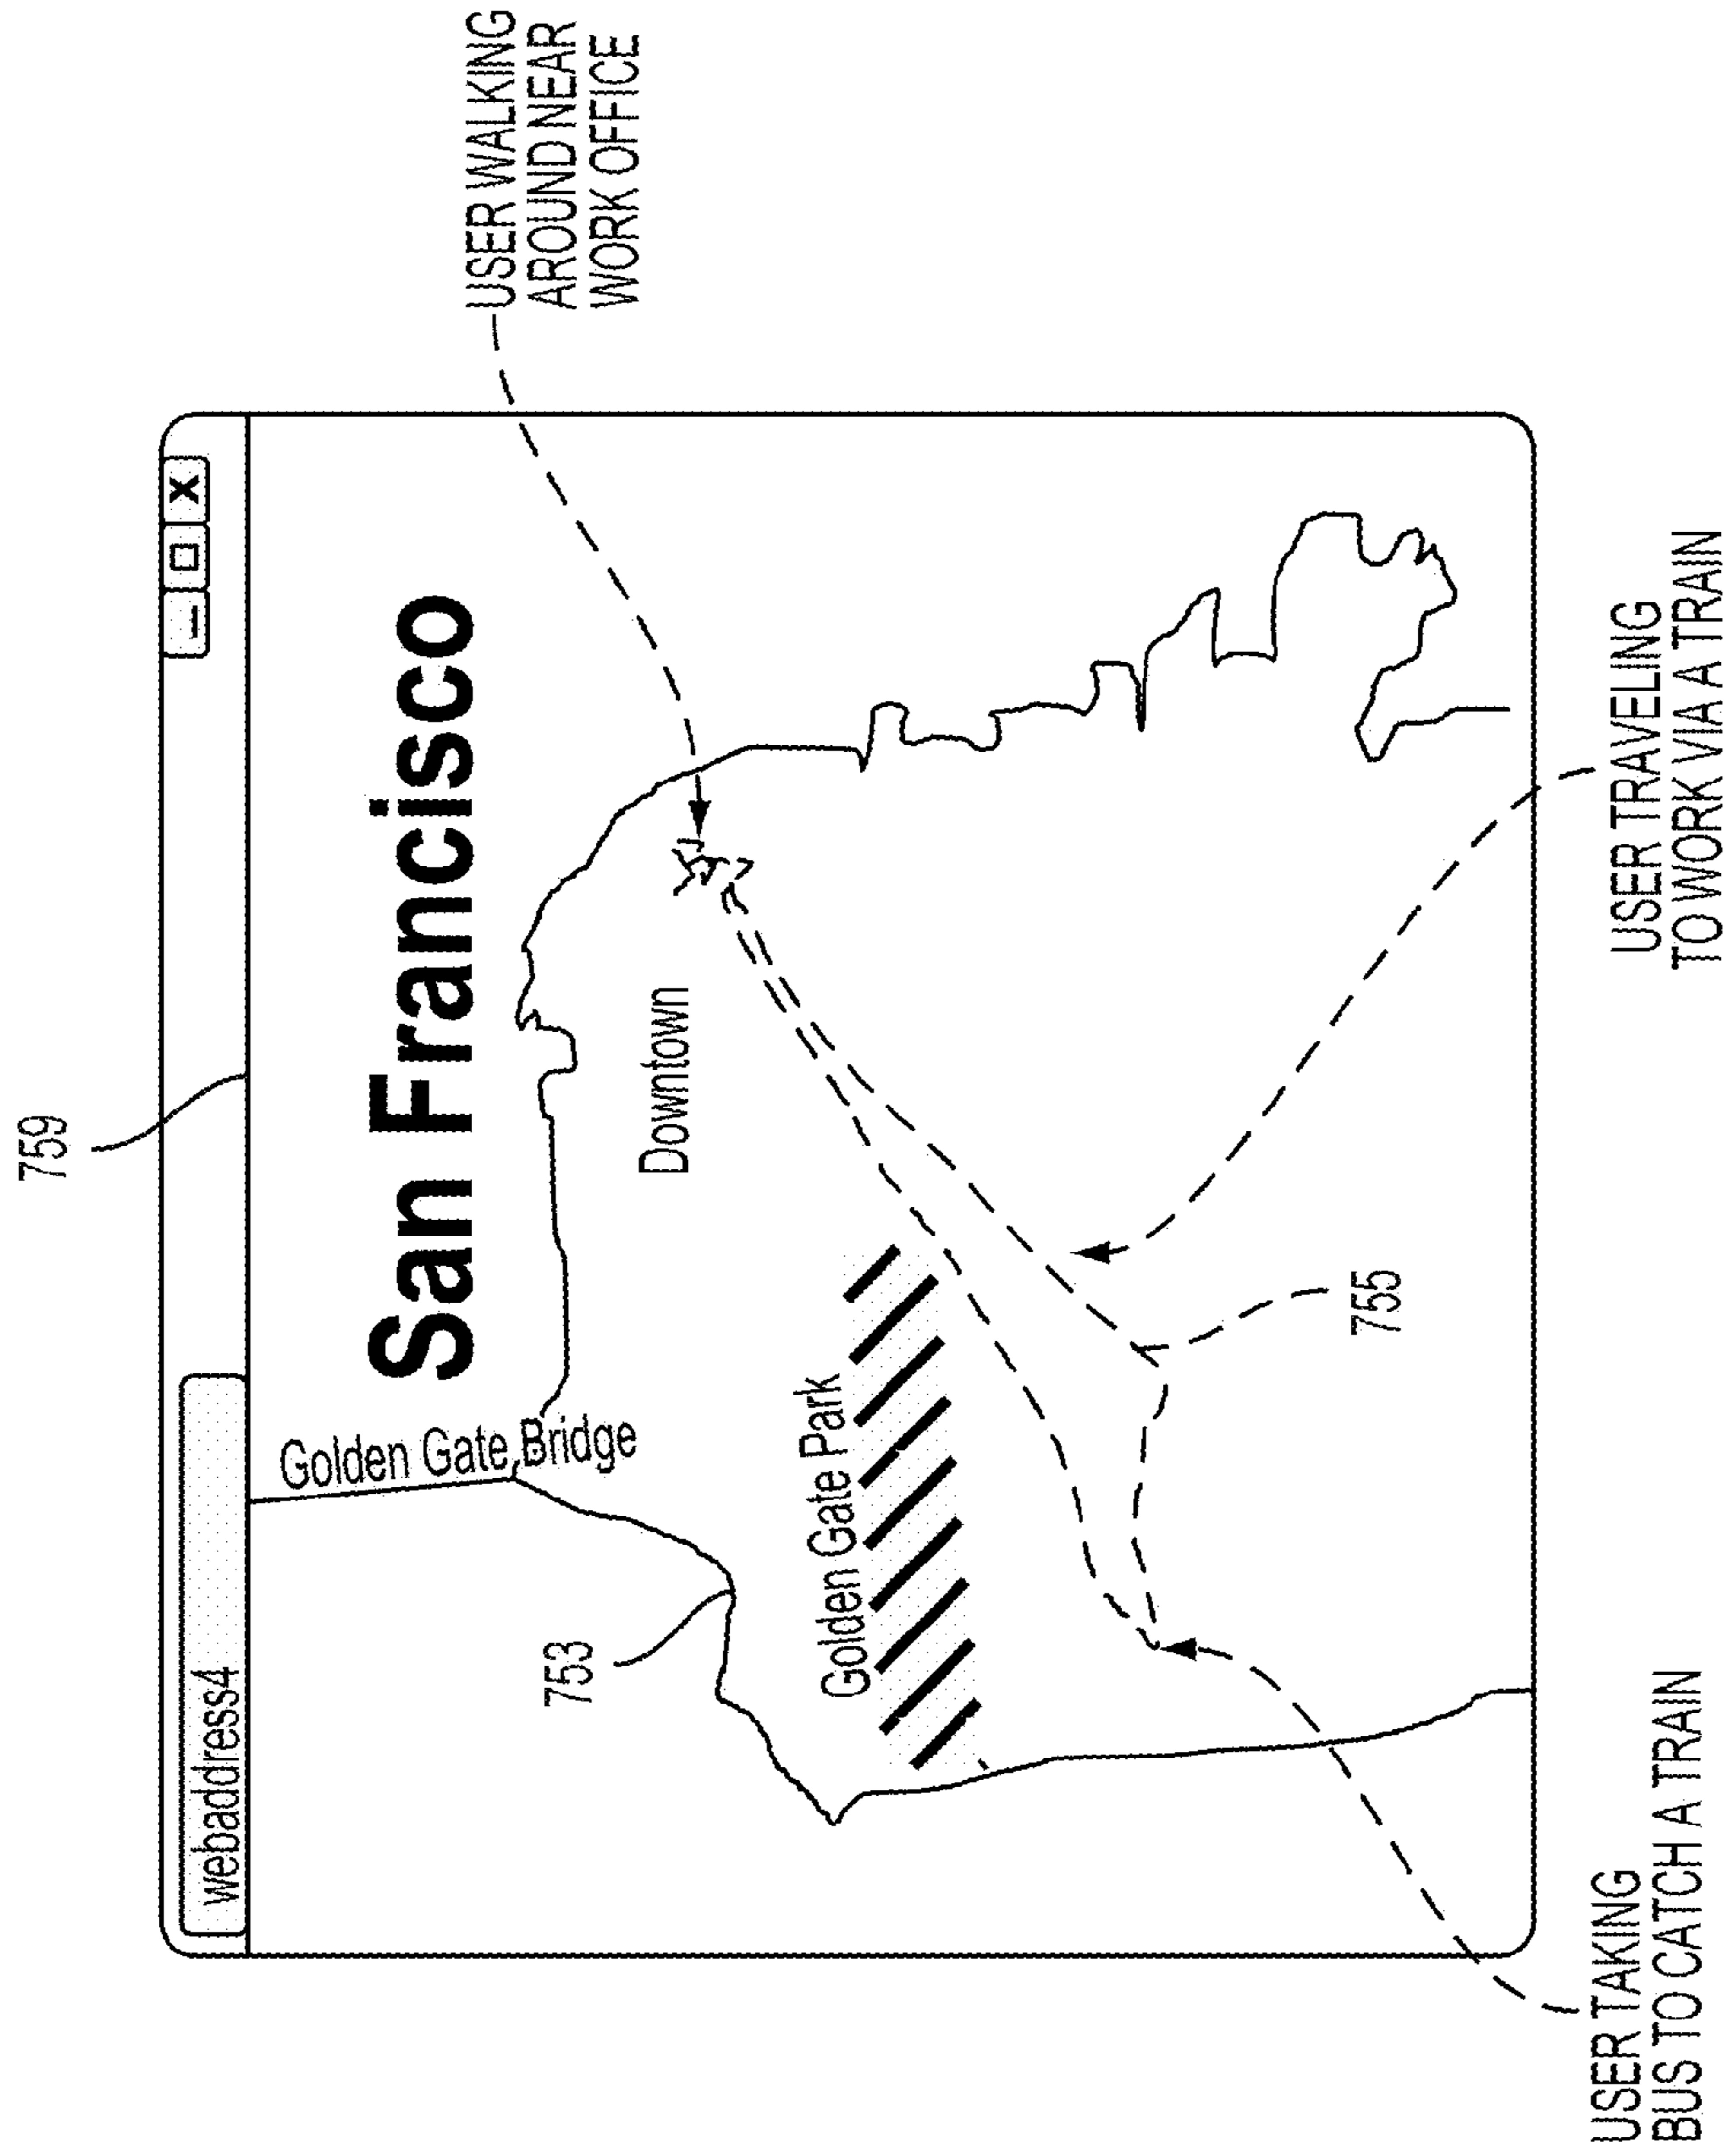 759
webaddress4
_ □ X
San Francisco
Golden Gate Bridge
USER WALKING
AROUND NEAR
WORK OFFICE
753
Downtown
Golden Gate Park
755
USER TAKING
BUS TO CATCH A TRAIN
USER TRAVELING
TO WORK VIA A TRAIN